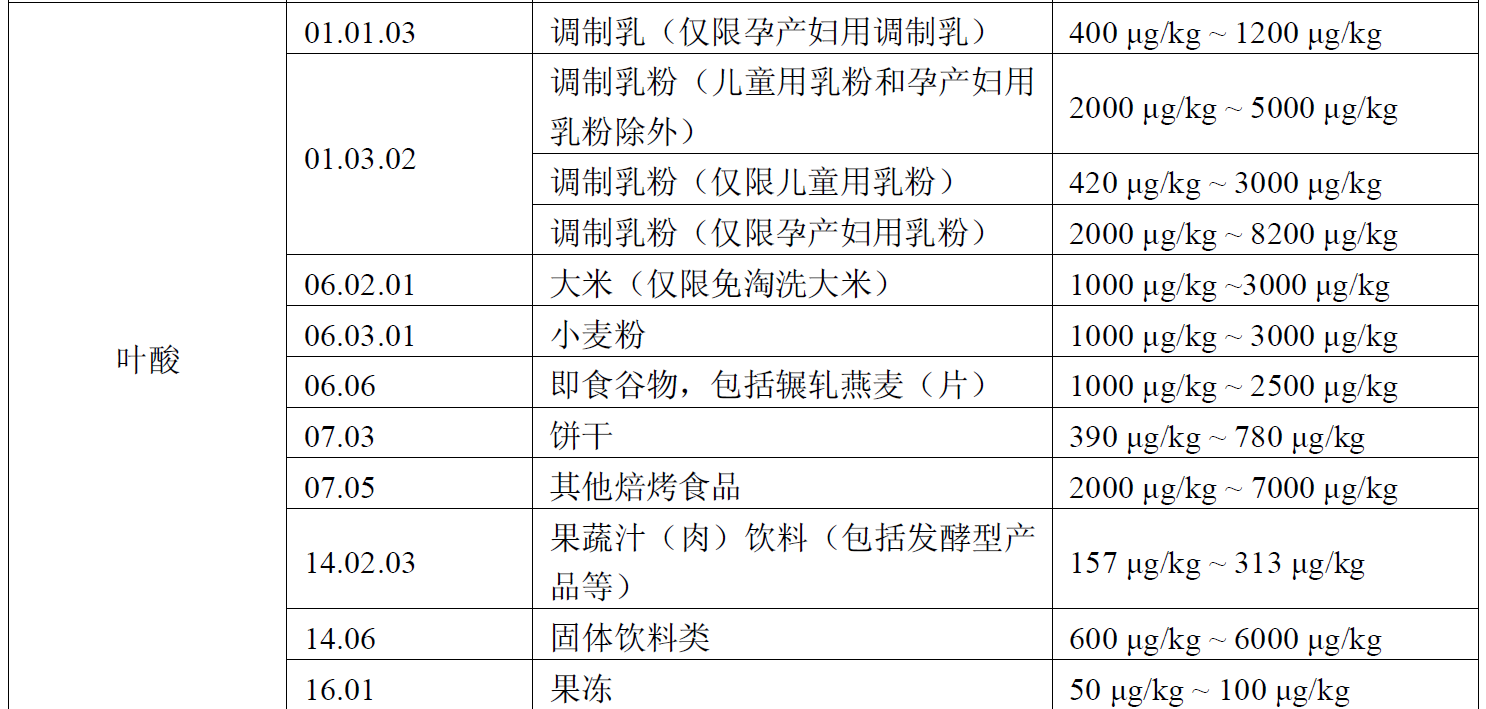 叶酸
01.01.03 调制乳（仅限孕产妇用调制乳） 400 μg/kg ~ 1200 μg/kg
01.03.02
调制乳粉（儿童用乳粉和孕产妇用
乳粉除外）
2000 μg/kg ~ 5000 μg/kg
调制乳粉（仅限儿童用乳粉） 420 μg/kg ~ 3000 μg/kg
调制乳粉（仅限孕产妇用乳粉） 2000 μg/kg ~ 8200 μg/kg
06.02.01 大米（仅限免淘洗大米） 1000 μg/kg ~3000 μg/kg
06.03.01 小麦粉 1000 μg/kg ~ 3000 μg/kg
06.06 即食谷物，包括辗轧燕麦（片） 1000 μg/kg ~ 2500 μg/kg
07.03 饼干 390 μg/kg ~ 780 μg/kg
07.05 其他焙烤食品 2000 μg/kg ~ 7000 μg/kg
14.02.03
果蔬汁（肉）饮料（包括发酵型产
品等）
157 μg/kg ~ 313 μg/kg
14.06 固体饮料类 600 μg/kg ~ 6000 μg/kg
16.01 果冻 50 μg/kg ~ 100 μg/kg